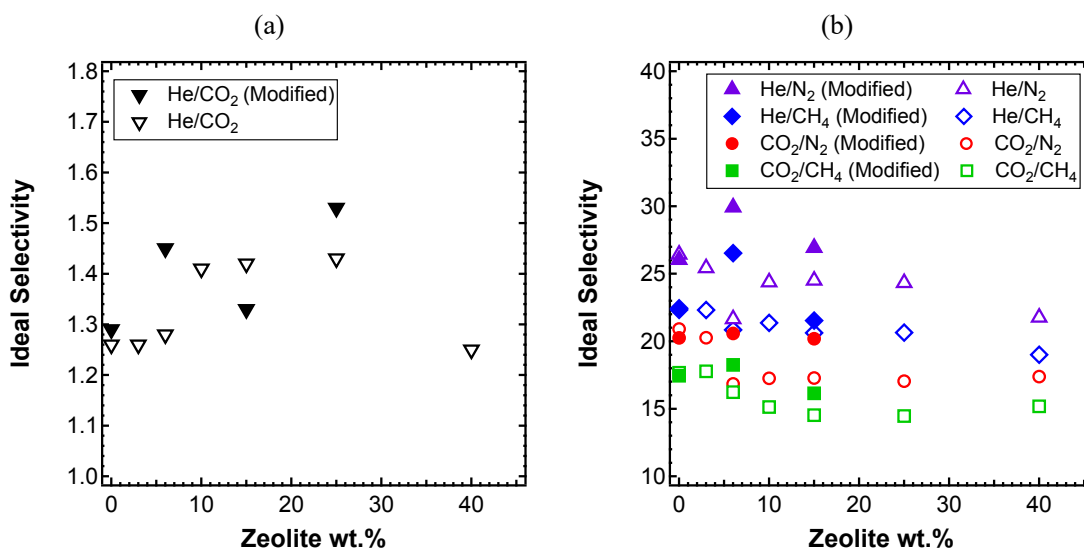 (a)
1.8
1.7
1.6
1.5
1.4
1.3
1.2
1.1
1.0
Ideal Selectivity
He/CO₂ (Modified)
He/CO₂
0 10 20 30 40
Zeolite wt.%
(b)
40
35
30
25
20
15
10
Ideal Selectivity
He/N₂ (Modified) He/N₂
He/CH₄ (Modified) He/CH₄
CO₂/N₂ (Modified) CO₂/N₂
CO₂/CH₄ (Modified) CO₂/CH₄
0 10 20 30 40
Zeolite wt.%